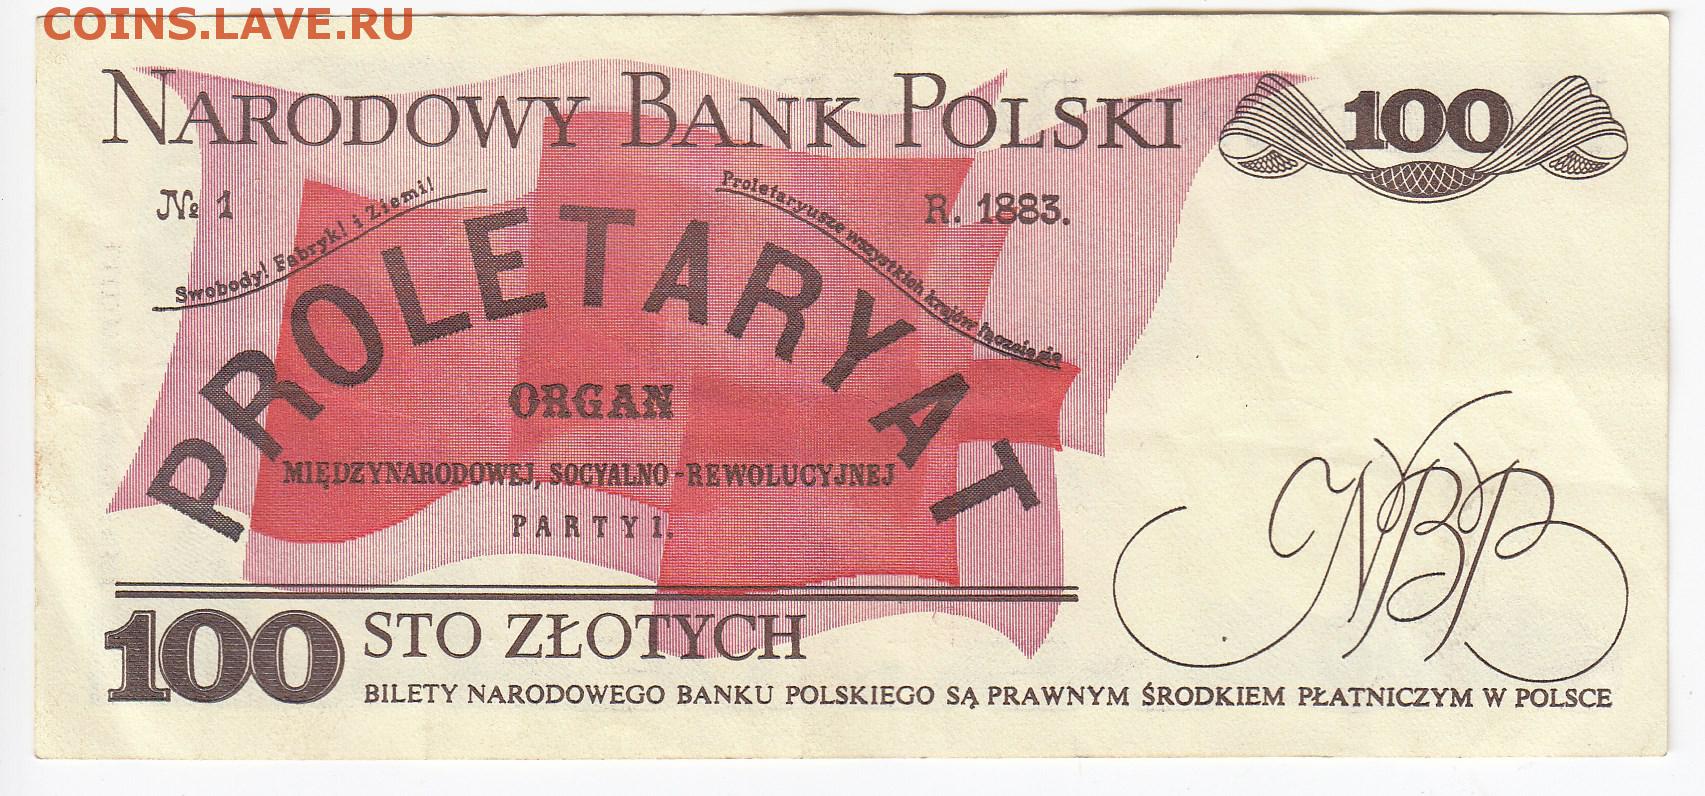 COINS.LAVE.RU
NARODOWY BANK POLSKI
100
№ 1
Swobody! Fabryk! i Ziemi!
Proletaryusze wszystkich krajów łączcie się
R. 1883.
PROLETARYAT
ORGAN
MIĘDZYNARODOWEJ, SOCYALNO-REWOLUCYJNEJ
PARTYI.
NBP
100
STO ZŁOTYCH
BILETY NARODOWEGO BANKU POLSKIEGO SĄ PRAWNYM ŚRODKIEM PŁATNICZYM W POLSCE